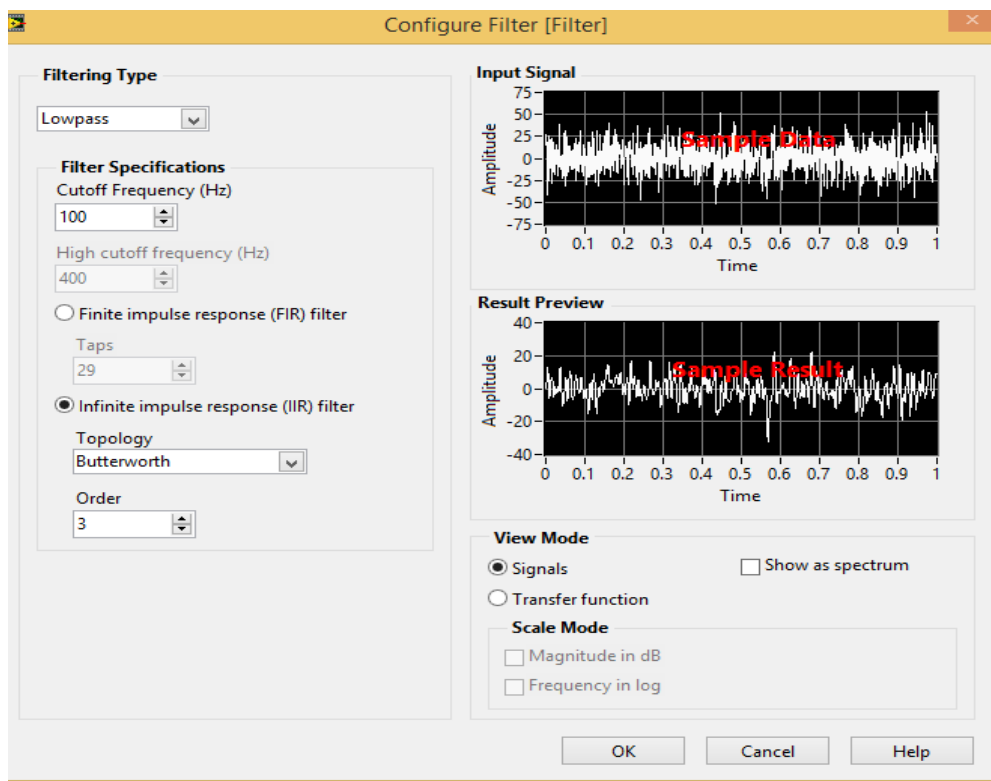 Configure Filter [Filter]
Filtering Type
Lowpass
Filter Specifications
Cutoff Frequency (Hz)
100
High cutoff frequency (Hz)
400
Finite impulse response (FIR) filter
Taps
29
Infinite impulse response (IIR) filter
Topology
Butterworth
Order
3
Input Signal
75
50
25
0
-25
-50
-75
Amplitude
Sample Data
0 0.1 0.2 0.3 0.4 0.5 0.6 0.7 0.8 0.9 1
Time
Result Preview
40
20
0
-20
-40
Amplitude
Sample Result
0 0.1 0.2 0.3 0.4 0.5 0.6 0.7 0.8 0.9 1
Time
View Mode
Signals
Show as spectrum
Transfer function
Scale Mode
Magnitude in dB
Frequency in log
OK Cancel Help